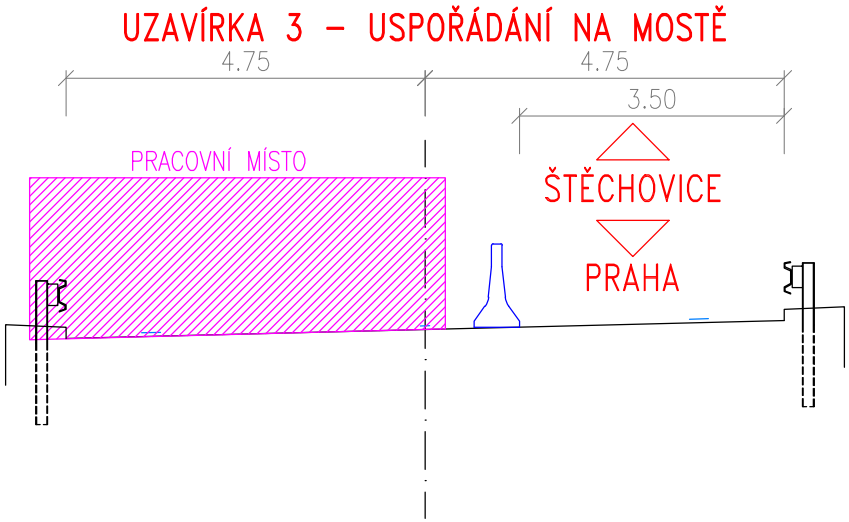 UZAVÍRKA 3 – USPOŘÁDÁNÍ NA MOSTĚ
4.75 4.75
3.50
PRACOVNÍ MÍSTO
ŠTĚCHOVICE
PRAHA